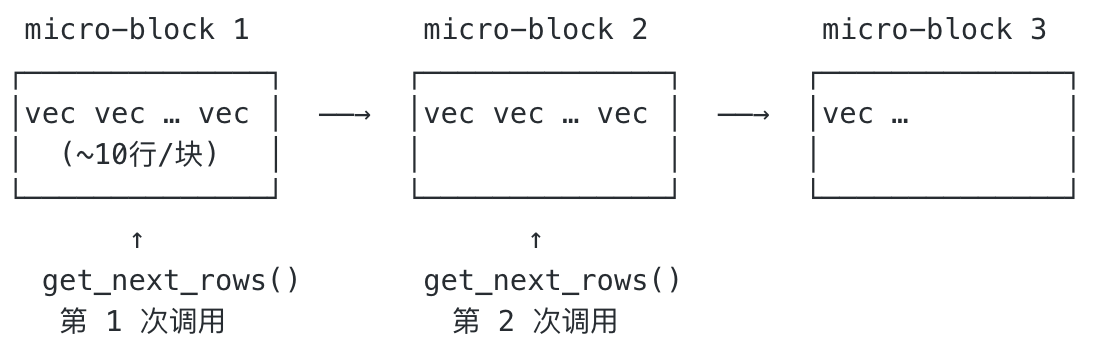 micro-block 1 micro-block 2 micro-block 3
vec vec … vec ──→ vec vec … vec ──→ vec …
(~10行/块)
↑ ↑
get_next_rows() get_next_rows()
第 1 次调用 第 2 次调用